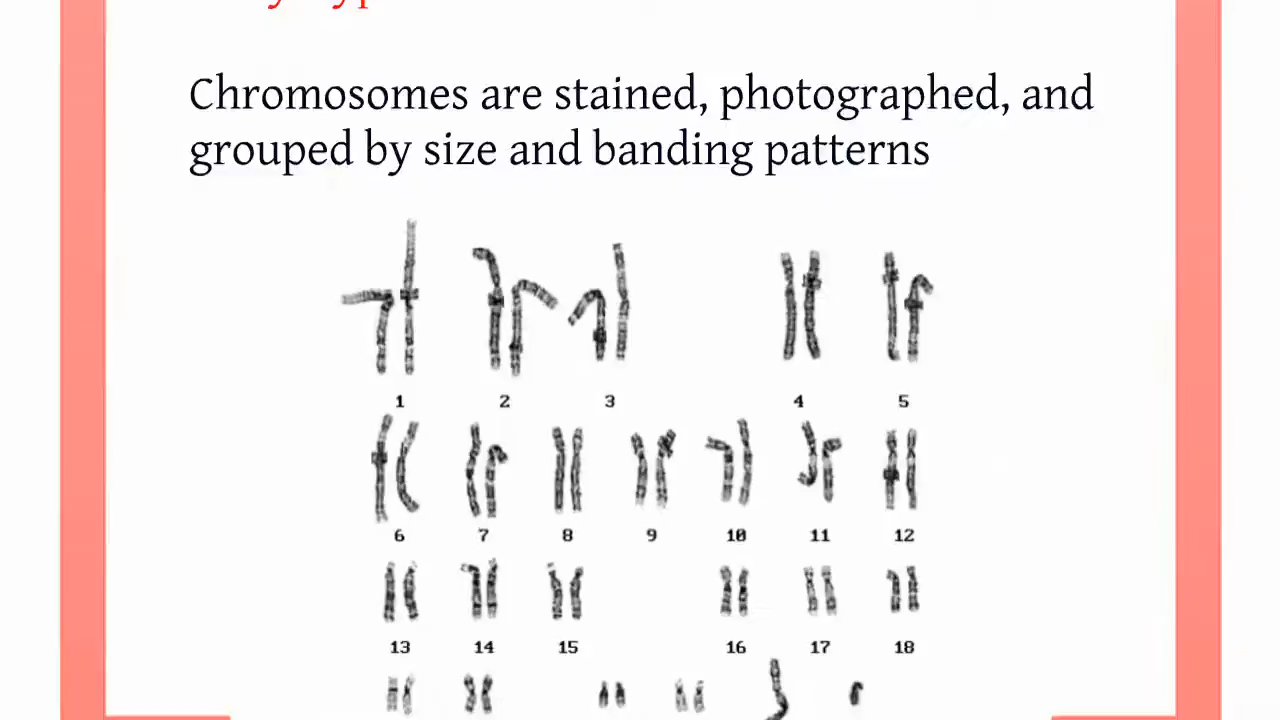 Chromosomes are stained, photographed, and
grouped by size and banding patterns
1 2 3 4 5
6 7 8 9 10 11 12
13 14 15 16 17 18